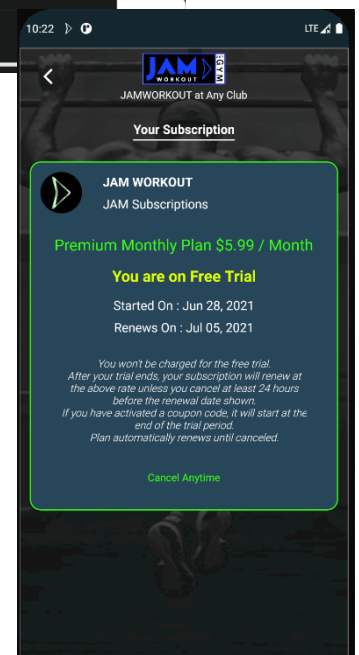 10:22
LTE
JAM
WORKOUT
GYM
JAMWORKOUT at Any Club
Your Subscription
JAM WORKOUT
JAM Subscriptions
Premium Monthly Plan $5.99 / Month
You are on Free Trial
Started On : Jun 28, 2021
Renews On : Jul 05, 2021
You won't be charged for the free trial.
After your trial ends, your subscription will renew at
the above rate unless you cancel at least 24 hours
before the renewal date shown.
If you have activated a coupon code, it will start at the
end of the trial period.
Plan automatically renews until canceled.
Cancel Anytime